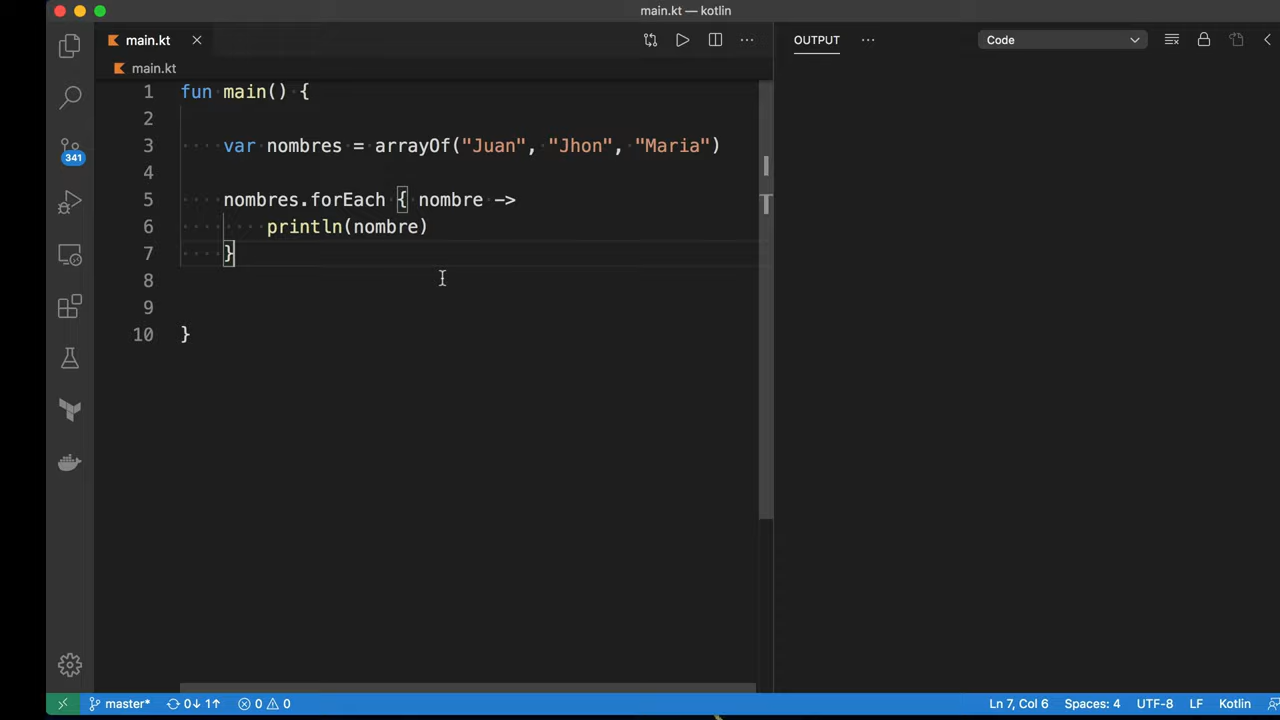 main.kt — kotlin
main.kt
OUTPUT
Code
main.kt
1 fun main() {
2
3 var nombres = arrayOf("Juan", "Jhon", "Maria")
4
5 nombres.forEach { nombre ->
6 println(nombre)
7 }
8
9
10 }
341
master* 0↓ 1↑ 0 0 Ln 7, Col 6 Spaces: 4 UTF-8 LF Kotlin